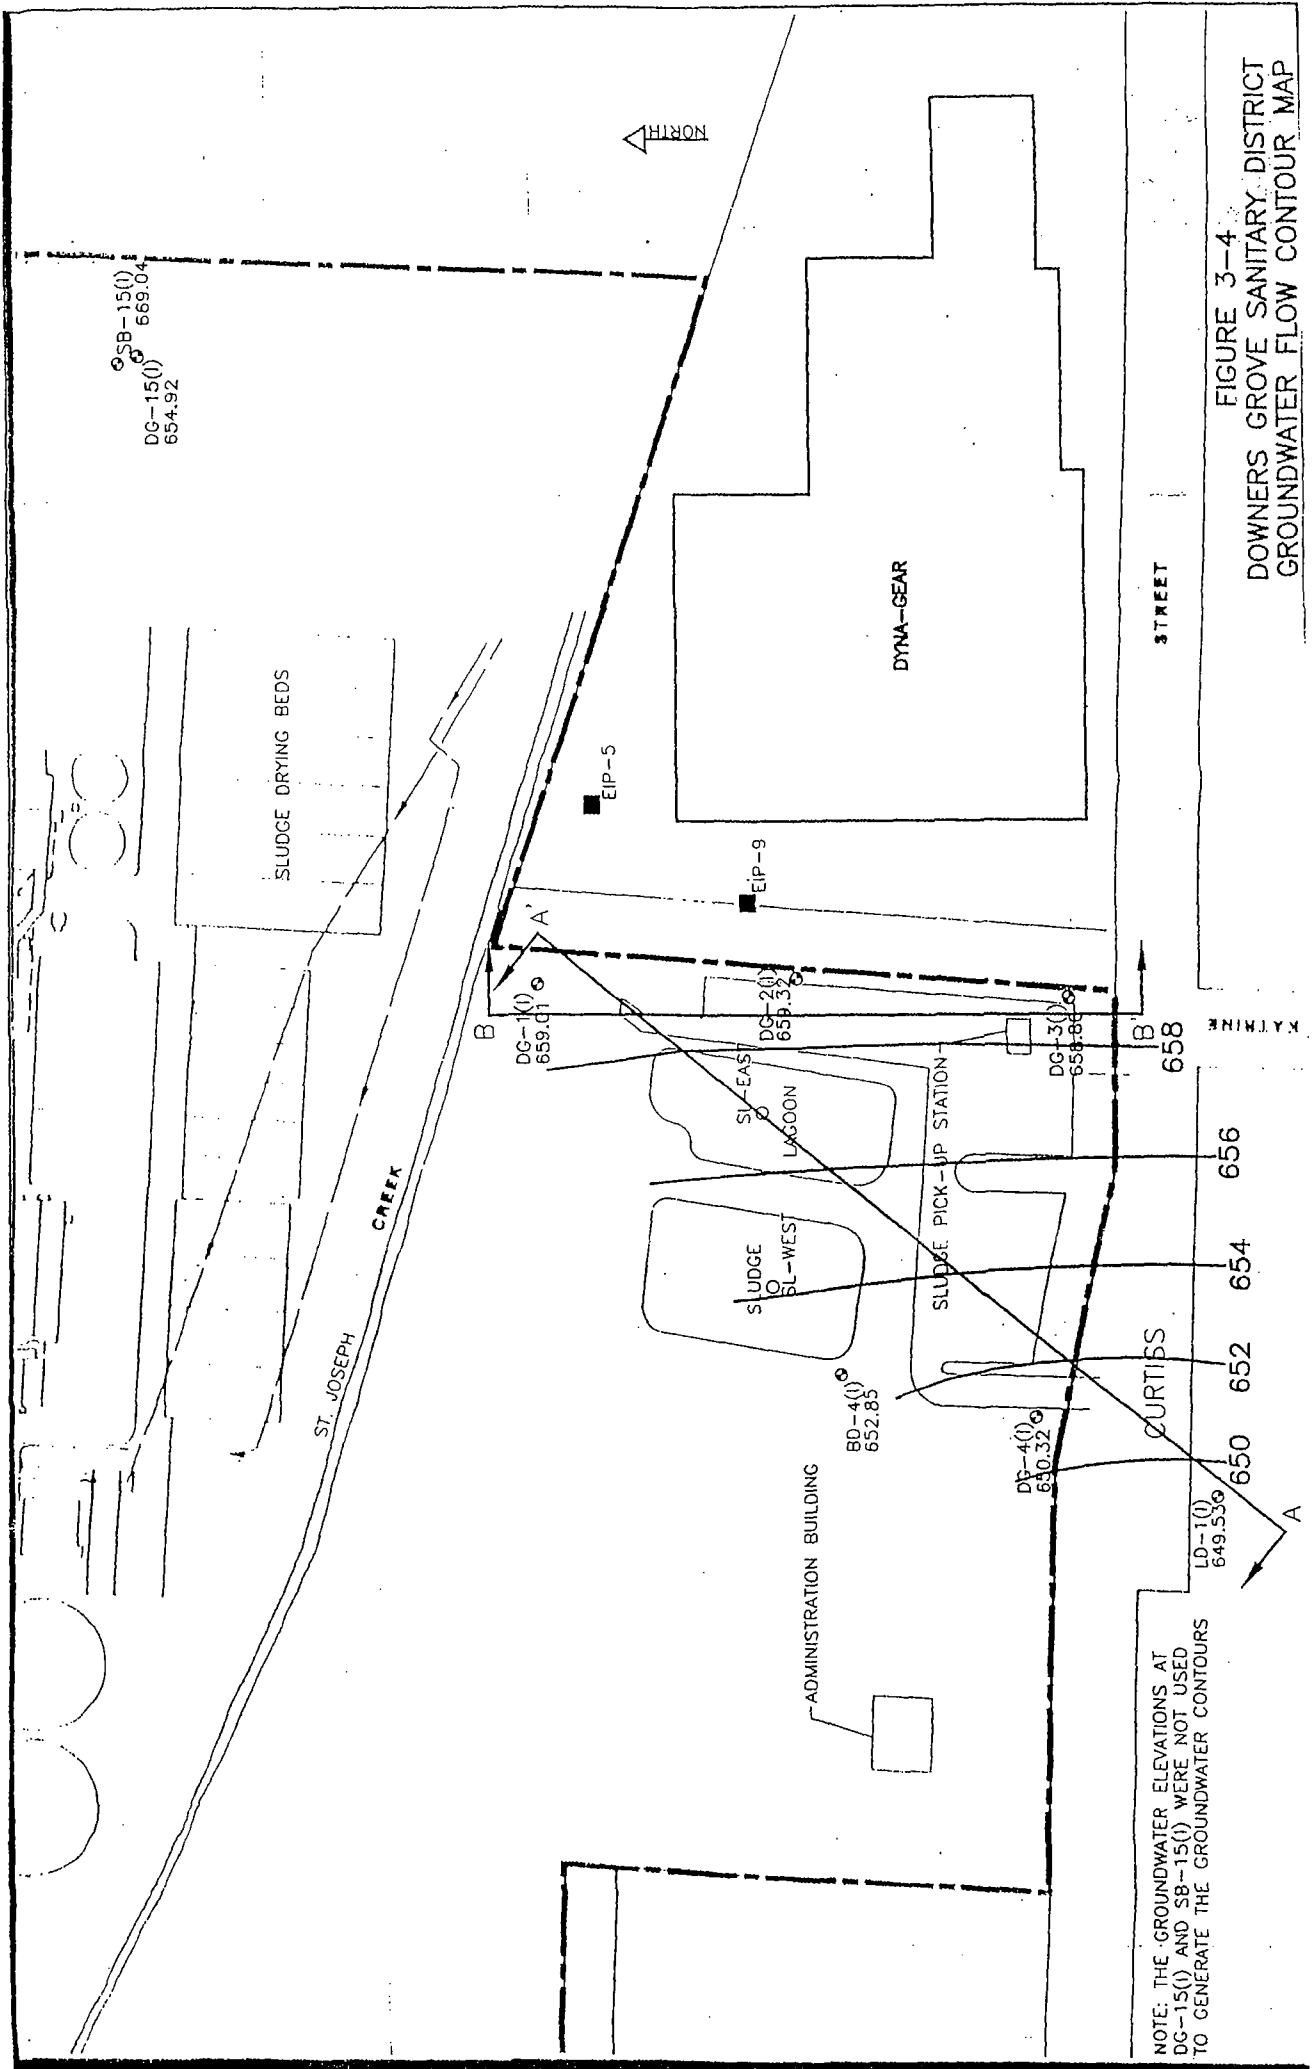 NORTH
SB-15(I)
669.04
DG-15(I)
654.92
SLUDGE DRYING BEDS
ST. JOSEPH
CREEK
EIP-5
EIP-9
DYNA-GEAR
A'
B
DG-1(I)
659.01
DG-2(I)
659.32
DG-3(I)
658.86
B'
SL-EAST
LAGOON
SLUDGE
SL-WEST
SLUDGE PICK-UP STATION
BD-4(I)
652.85
DG-4(I)
650.32
ADMINISTRATION BUILDING
LD-1(I)
649.53
A
650
652
654
656
658
CURTISS
STREET
KATRINE
NOTE: THE GROUNDWATER ELEVATIONS AT
DG-15(I) AND SB-15(I) WERE NOT USED
TO GENERATE THE GROUNDWATER CONTOURS
FIGURE 3-4
DOWNERS GROVE SANITARY DISTRICT
GROUNDWATER FLOW CONTOUR MAP